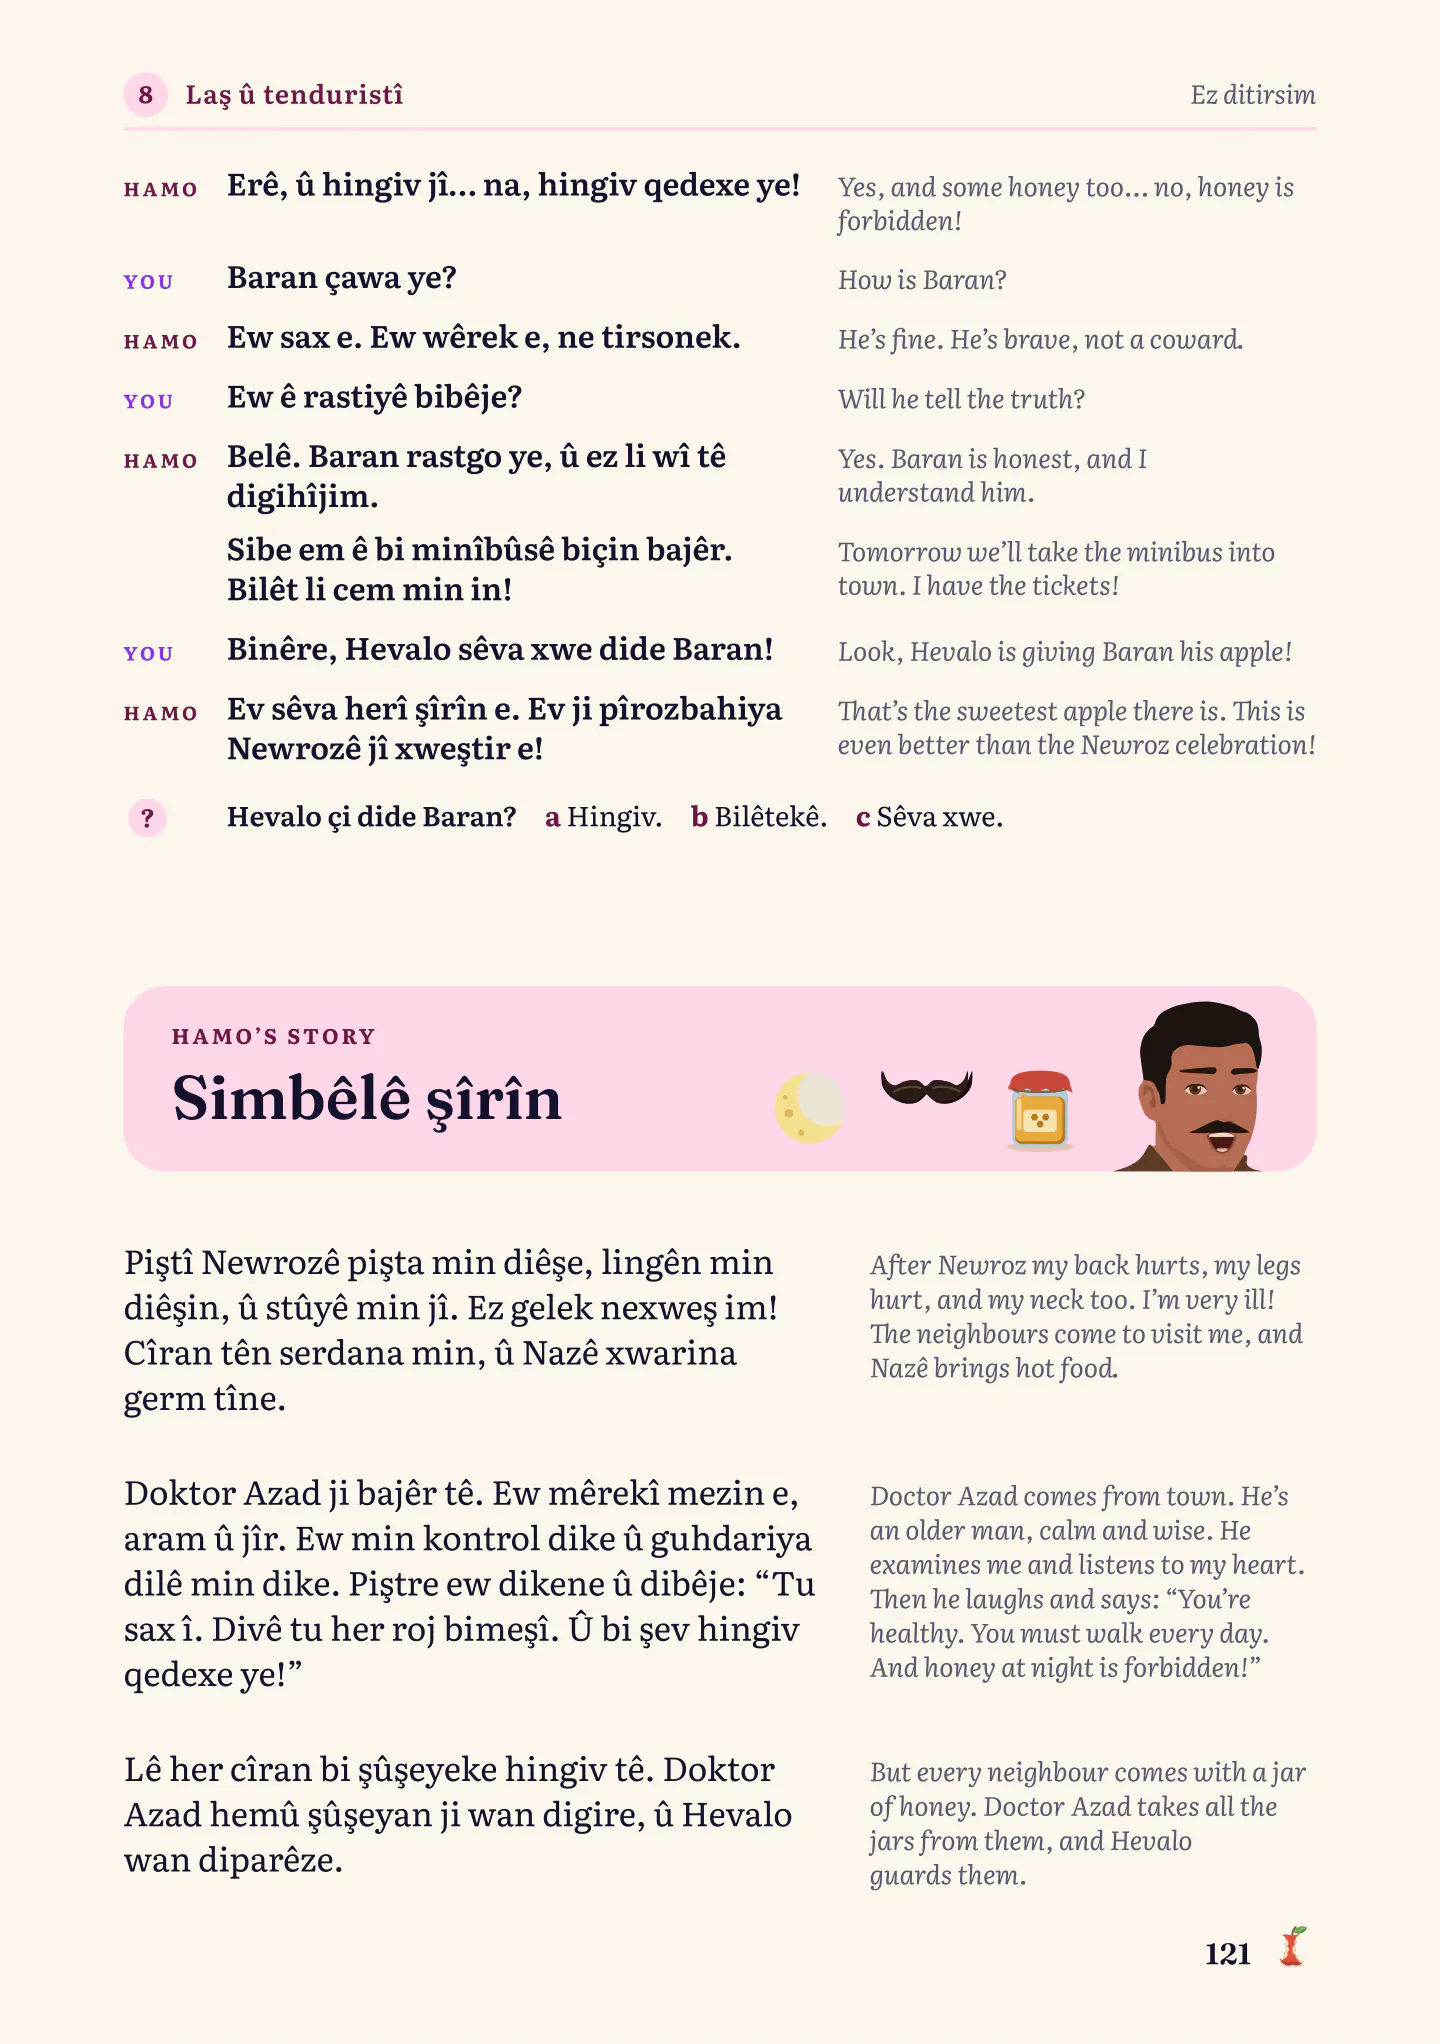 8 Laş û tenduristî Ez ditirsim
HAMO Erê, û hingiv jî… na, hingiv qedexe ye! Yes, and some honey too… no, honey is
forbidden!
YOU Baran çawa ye? How is Baran?
HAMO Ew sax e. Ew wêrek e, ne tirsonek. He’s fine. He’s brave, not a coward.
YOU Ew ê rastiyê bibêje? Will he tell the truth?
HAMO Belê. Baran rastgo ye, û ez li wî tê
digihîjim.
Yes. Baran is honest, and I
understand him.
Sibe em ê bi minîbûsê biçin bajêr.
Bilêt li cem min in!
Tomorrow we’ll take the minibus into
town. I have the tickets!
YOU Binêre, Hevalo sêva xwe dide Baran! Look, Hevalo is giving Baran his apple!
HAMO Ev sêva herî şîrîn e. Ev ji pîrozbahiya
Newrozê jî xweştir e!
That’s the sweetest apple there is. This is
even better than the Newroz celebration!
? Hevalo çi dide Baran? a Hingiv. b Bilêtekê. c Sêva xwe.
HAMO’S STORY
Simbêlê şîrîn
Piştî Newrozê pişta min diêşe, lingên min
diêşin, û stûyê min jî. Ez gelek nexweş im!
Cîran tên serdana min, û Nazê xwarina
germ tîne.
After Newroz my back hurts, my legs
hurt, and my neck too. I’m very ill!
The neighbours come to visit me, and
Nazê brings hot food.
Doktor Azad ji bajêr tê. Ew mêrekî mezin e,
aram û jîr. Ew min kontrol dike û guhdariya
dilê min dike. Piştre ew dikene û dibêje: “Tu
sax î. Divê tu her roj bimeşî. Û bi şev hingiv
qedexe ye!”
Doctor Azad comes from town. He’s
an older man, calm and wise. He
examines me and listens to my heart.
Then he laughs and says: “You’re
healthy. You must walk every day.
And honey at night is forbidden!”
Lê her cîran bi şûşeyeke hingiv tê. Doktor
Azad hemû şûşeyan ji wan digire, û Hevalo
wan diparêze.
But every neighbour comes with a jar
of honey. Doctor Azad takes all the
jars from them, and Hevalo
guards them.
121